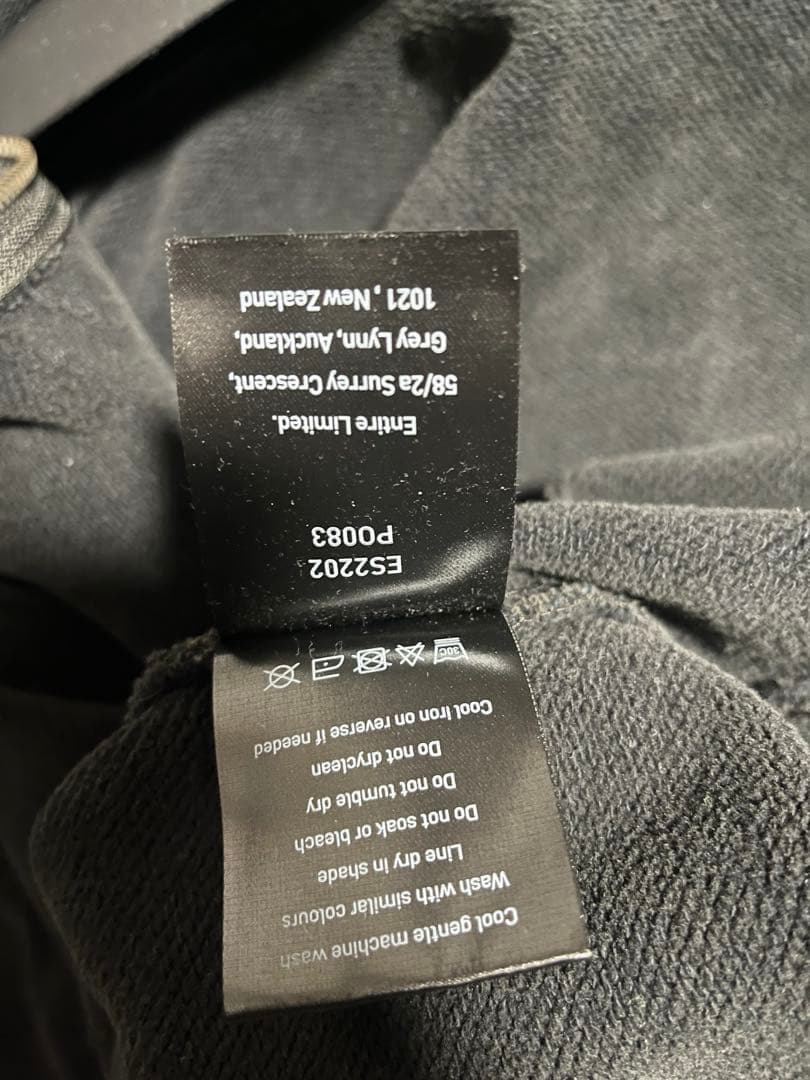 Cool gentle machine wash
Wash with similar colours
Line dry in shade
Do not soak or bleach
Do not tumble dry
Do not dryclean
Cool Iron on reverse if needed
30C
ES2202
PO083
Entire Limited.
58/2a Surrey Crescent,
Grey Lynn, Auckland,
1021 , New Zealand